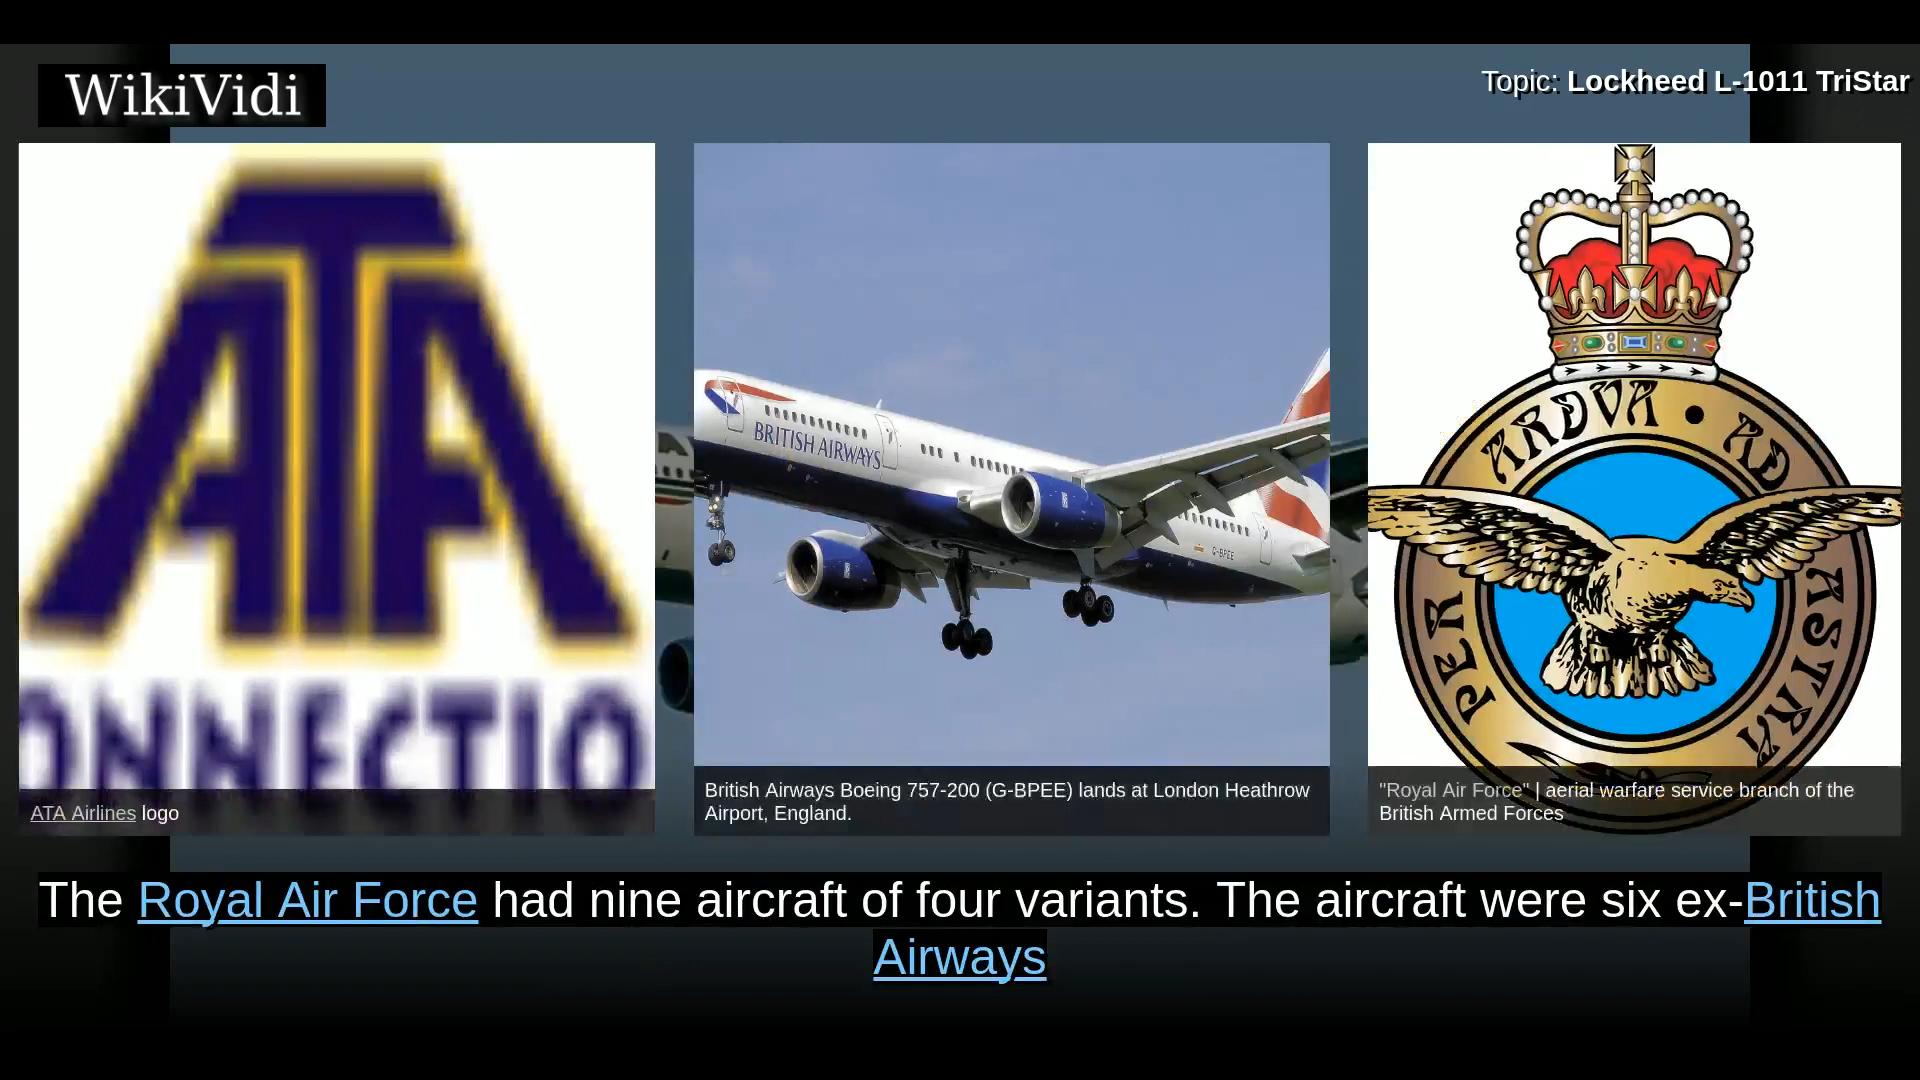 WikiVidi
Topic: Lockheed L-1011 TriStar
ATA
ONNECTIO
ATA Airlines logo
BRITISH AIRWAYS
G-BPEE
British Airways Boeing 757-200 (G-BPEE) lands at London Heathrow
Airport, England.
PER ARDVA • AD ASTRA
"Royal Air Force" | aerial warfare service branch of the
British Armed Forces
The Royal Air Force had nine aircraft of four variants. The aircraft were six ex-British
Airways